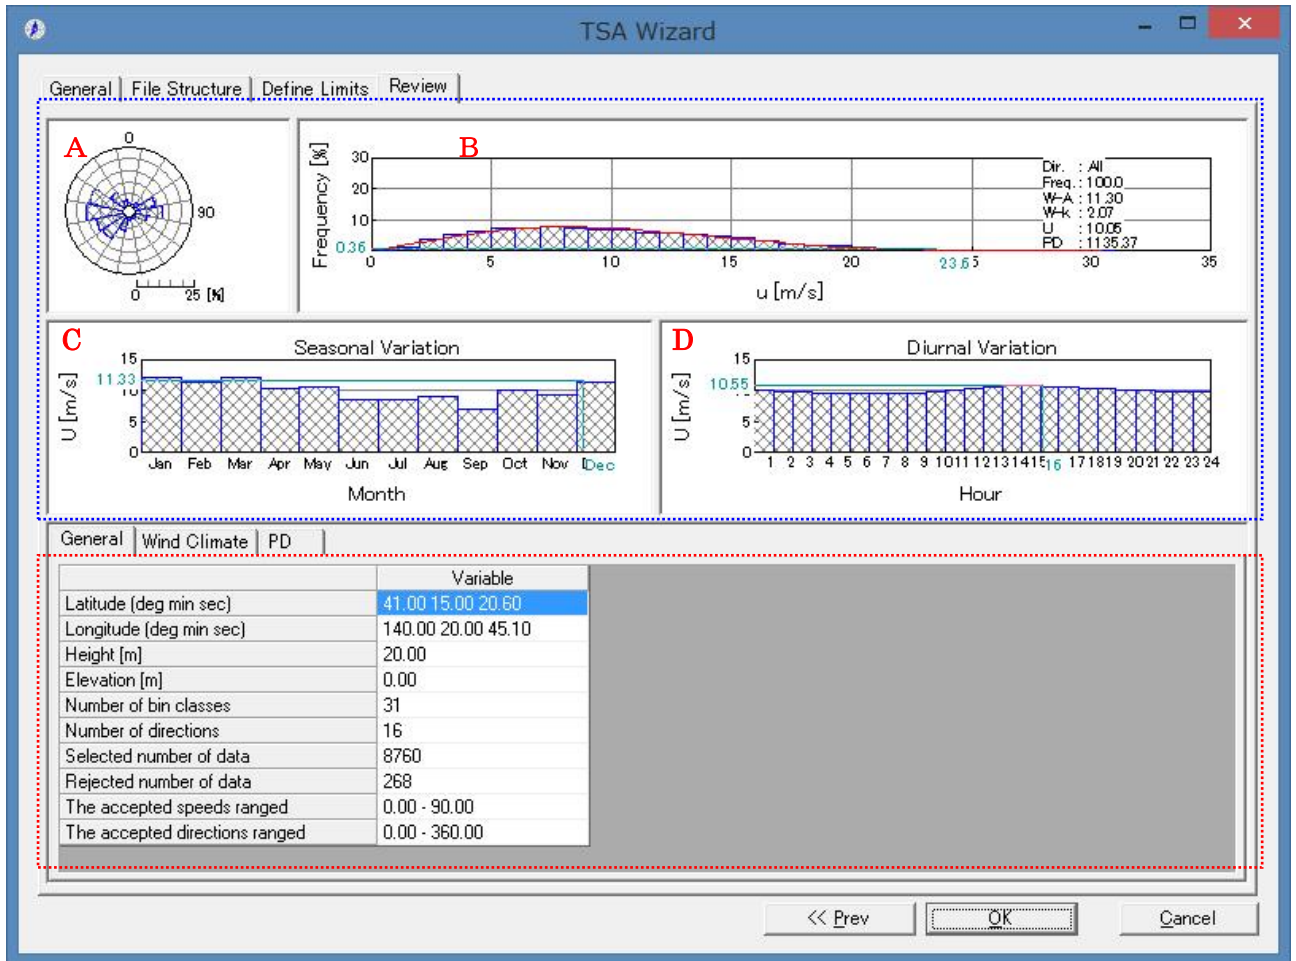 TSA Wizard
General File Structure Define Limits Review
A
0
90
0 25 [%]
B
Frequency [%]
30
20
10
0.36
0 5 10 15 20 23.65 30 35
u [m/s]
Dir. : All
Freq. : 100.0
W-A : 11.30
W-k : 2.07
U : 10.05
PD : 1135.37
C
Seasonal Variation
U [m/s]
15
11.33
10
5
0
Jan Feb Mar Apr May Jun Jul Aug Sep Oct Nov Dec
Month
D
Diurnal Variation
U [m/s]
15
10.55
5
0
1 2 3 4 5 6 7 8 9 10 11 12 13 14 15 16 17 18 19 20 21 22 23 24
Hour
General Wind Climate PD
Variable
Latitude (deg min sec) 41.00 15.00 20.60
Longitude (deg min sec) 140.00 20.00 45.10
Height [m] 20.00
Elevation [m] 0.00
Number of bin classes 31
Number of directions 16
Selected number of data 8760
Rejected number of data 268
The accepted speeds ranged 0.00 - 90.00
The accepted directions ranged 0.00 - 360.00
<< Prev OK Cancel